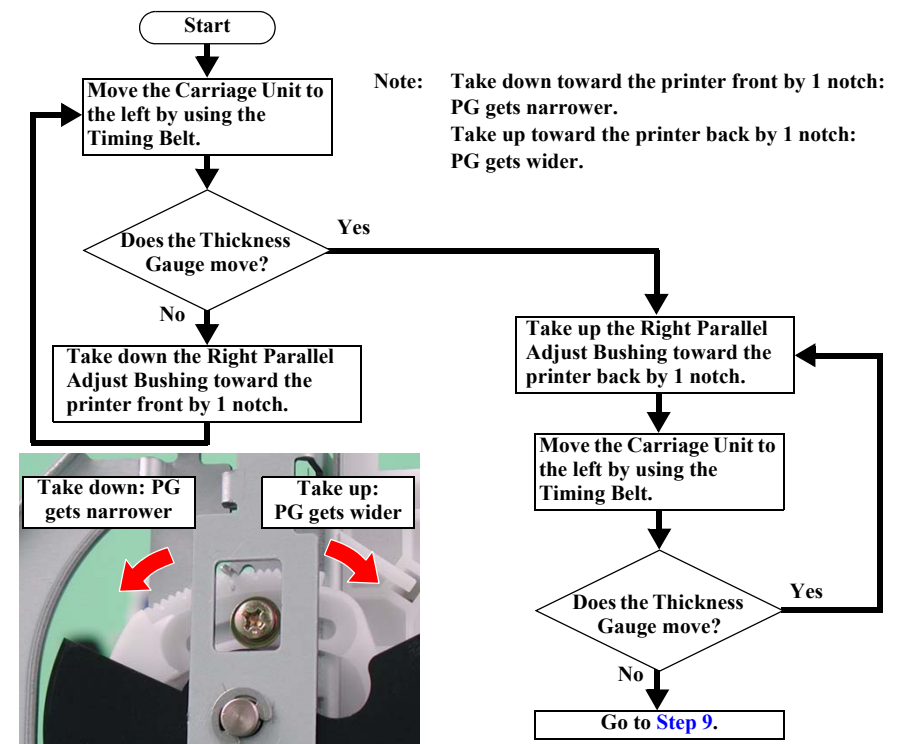 Start
Move the Carriage Unit to
the left by using the
Timing Belt.
Note: Take down toward the printer front by 1 notch:
PG gets narrower.
Take up toward the printer back by 1 notch:
PG gets wider.
Does the Thickness
Gauge move?
Yes
No
Take down the Right Parallel
Adjust Bushing toward the
printer front by 1 notch.
Take up the Right Parallel
Adjust Bushing toward the
printer back by 1 notch.
Move the Carriage Unit to
the left by using the
Timing Belt.
Does the Thickness
Gauge move?
Yes
No
Go to Step 9.
Take down: PG
gets narrower
Take up:
PG gets wider